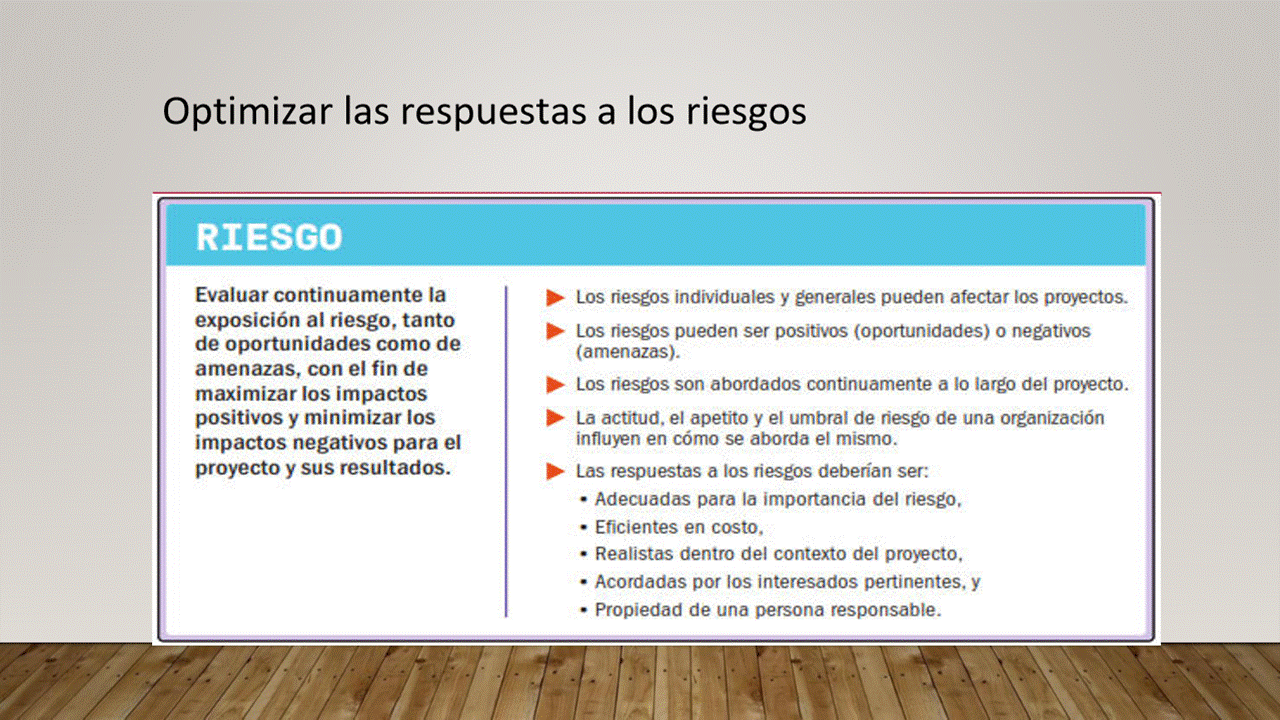 Optimizar las respuestas a los riesgos
RIESGO
Evaluar continuamente la
exposición al riesgo, tanto
de oportunidades como de
amenazas, con el fin de
maximizar los impactos
positivos y minimizar los
impactos negativos para el
proyecto y sus resultados.
Los riesgos individuales y generales pueden afectar los proyectos.
Los riesgos pueden ser positivos (oportunidades) o negativos
(amenazas).
Los riesgos son abordados continuamente a lo largo del proyecto.
La actitud, el apetito y el umbral de riesgo de una organización
influyen en cómo se aborda el mismo.
Las respuestas a los riesgos deberían ser:
• Adecuadas para la importancia del riesgo,
• Eficientes en costo,
• Realistas dentro del contexto del proyecto,
• Acordadas por los interesados pertinentes, y
• Propiedad de una persona responsable.